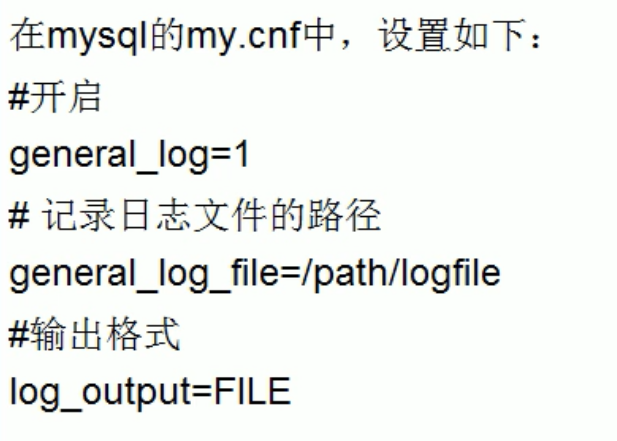 在mysql的my.cnf中，设置如下：
#开启
general_log=1
# 记录日志文件的路径
general_log_file=/path/logfile
#输出格式
log_output=FILE